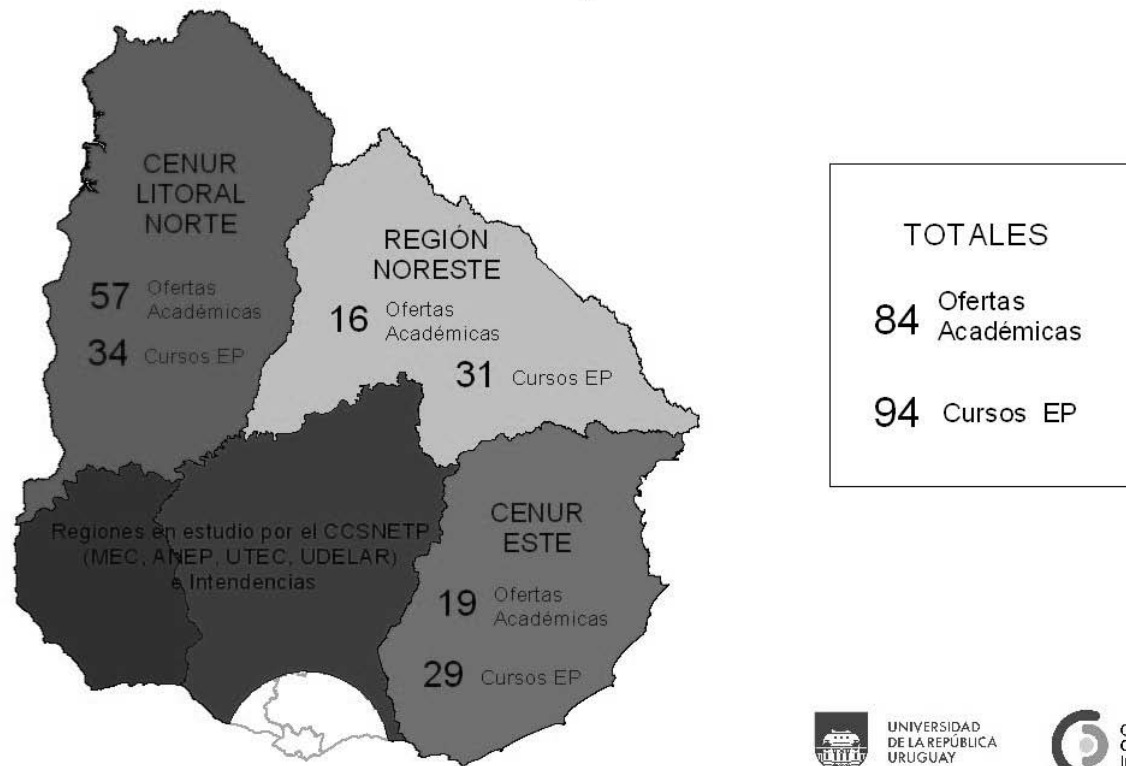 CENUR
LITORAL
NORTE
57 Ofertas
Académicas
34 Cursos EP
REGIÓN
NORESTE
16 Ofertas
Académicas
31 Cursos EP
Regiones en estudio por el CCSNETP
(MEC, ANEP, UTEC, UDELAR)
e Intendencias
CENUR
ESTE
19 Ofertas
Académicas
29 Cursos EP
TOTALES
84 Ofertas
Académicas
94 Cursos EP
UNIVERSIDAD
DE LA REPÚBLICA
URUGUAY